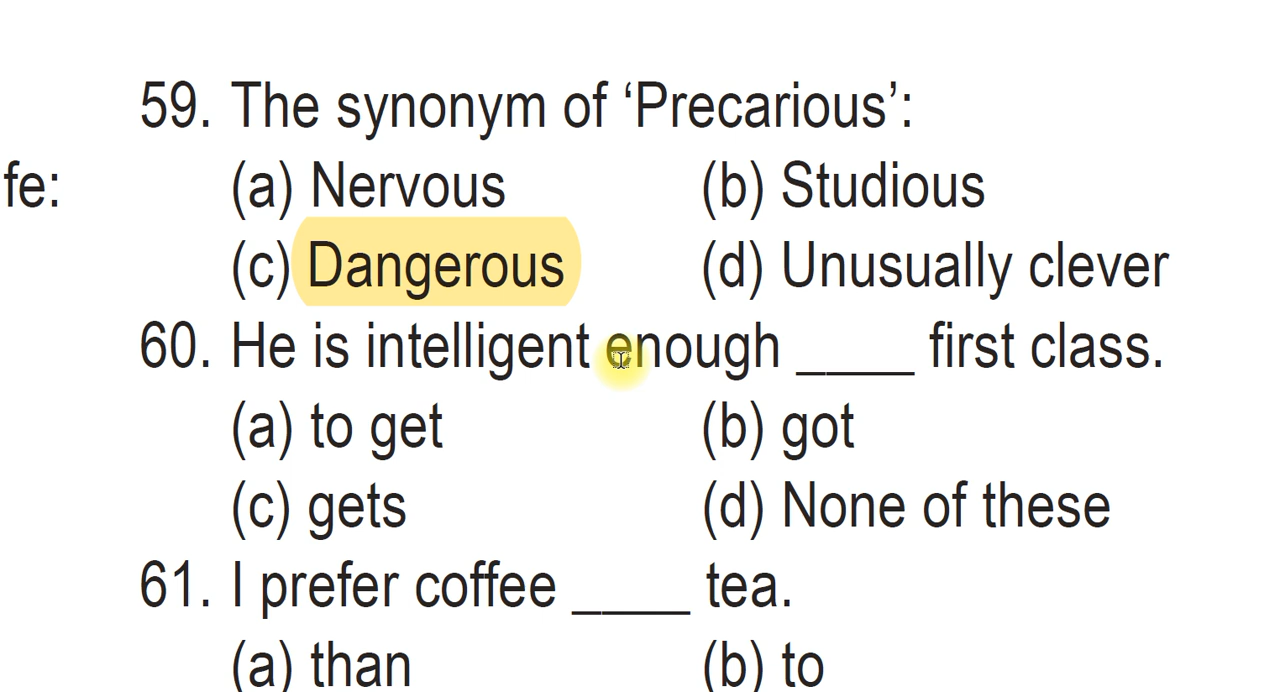 59. The synonym of ‘Precarious’:
fe: (a) Nervous (b) Studious
(c) Dangerous (d) Unusually clever
60. He is intelligent enough ____ first class.
(a) to get (b) got
(c) gets (d) None of these
61. I prefer coffee ____ tea.
(a) than (b) to